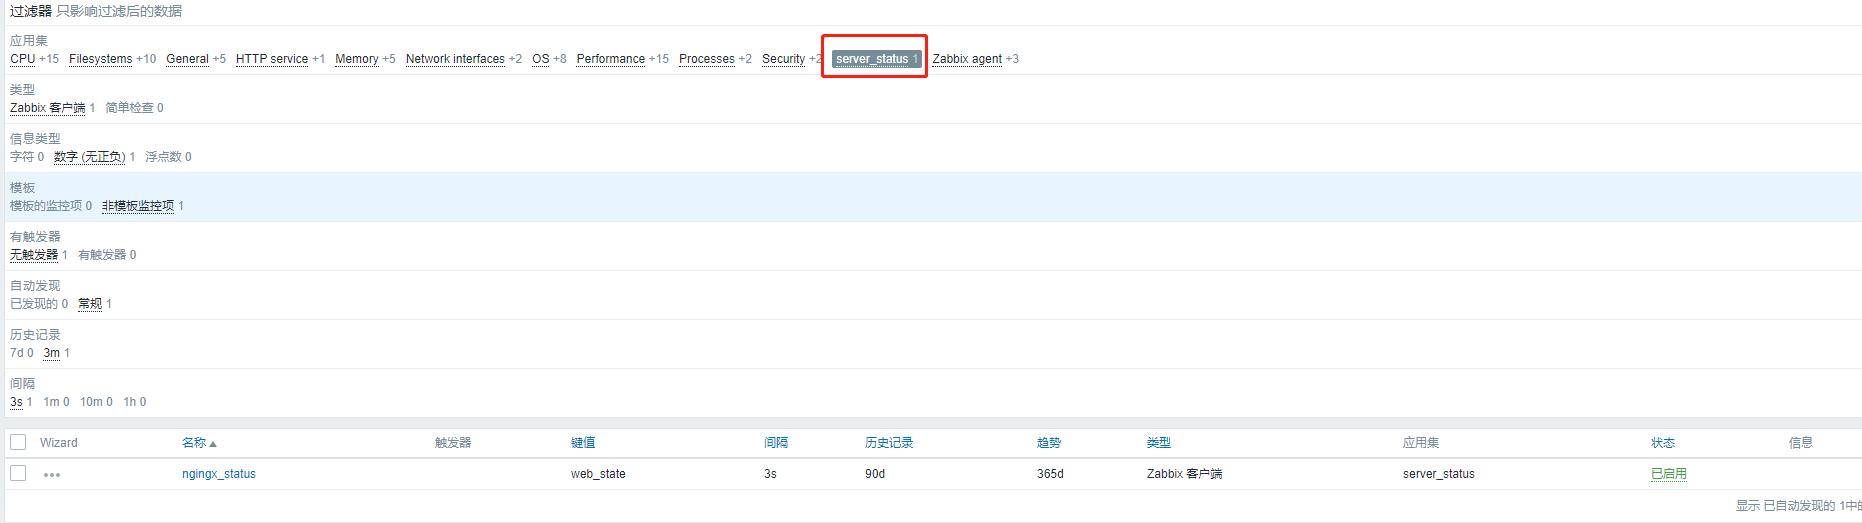 过滤器 只影响过滤后的数据
应用集
CPU +15 Filesystems +10 General +5 HTTP service +1 Memory +5 Network interfaces +2 OS +8 Performance +15 Processes +2 Security +2 server_status 1 Zabbix agent +3
类型
Zabbix 客户端 1 简单检查 0
信息类型
字符 0 数字 (无正负) 1 浮点数 0
模板
模板的监控项 0 非模板监控项 1
有触发器
无触发器 1 有触发器 0
自动发现
已发现的 0 常规 1
历史记录
7d 0 3m 1
间隔
3s 1 1m 0 10m 0 1h 0
Wizard 名称 触发器 键值 间隔 历史记录 趋势 类型 应用集 状态 信息
ngingx_status web_state 3s 90d 365d Zabbix 客户端 server_status 已启用
显示 已自动发现的 1中的